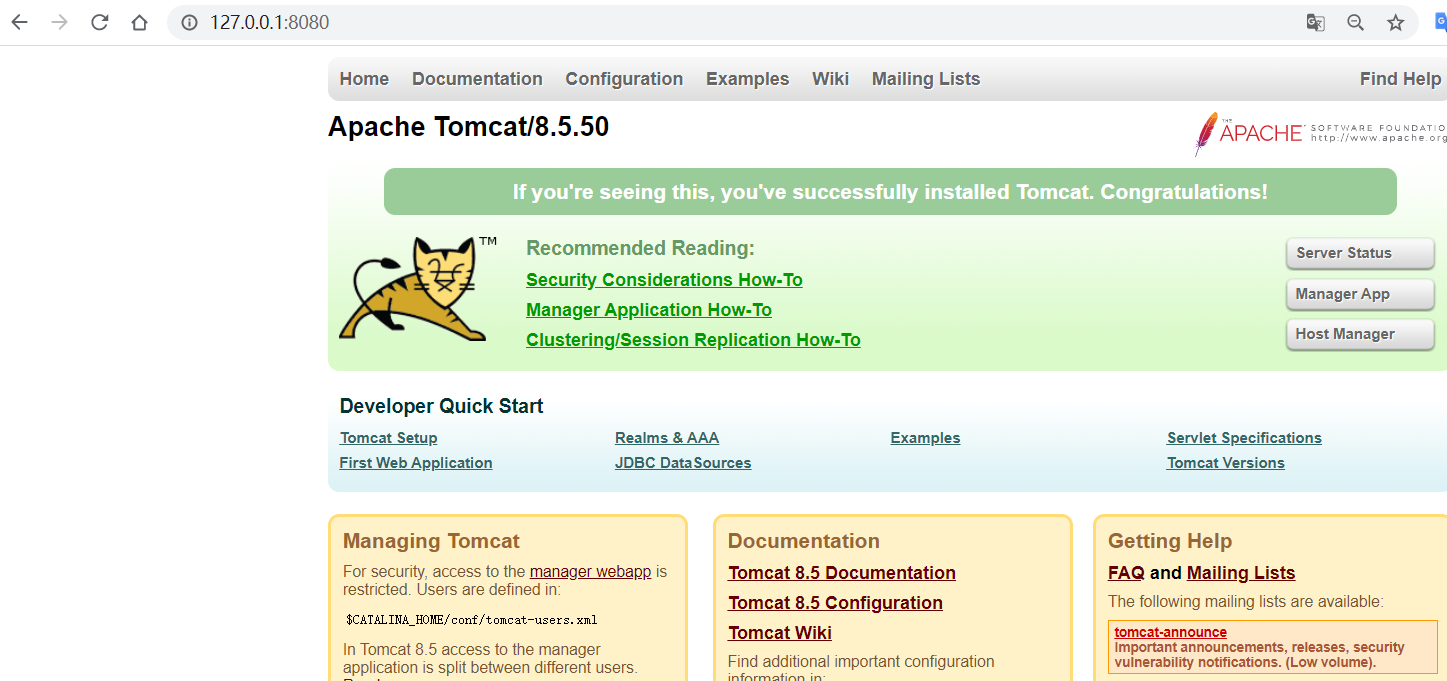 127.0.0.1:8080
Home Documentation Configuration Examples Wiki Mailing Lists Find Help
Apache Tomcat/8.5.50
THE APACHE SOFTWARE FOUNDATIO
http://www.apache.org
If you're seeing this, you've successfully installed Tomcat. Congratulations!
TM
Recommended Reading:
Security Considerations How-To
Manager Application How-To
Clustering/Session Replication How-To
Server Status
Manager App
Host Manager
Developer Quick Start
Tomcat Setup Realms & AAA Examples Servlet Specifications
First Web Application JDBC DataSources Tomcat Versions
Managing Tomcat
For security, access to the manager webapp is
restricted. Users are defined in:
$CATALINA_HOME/conf/tomcat-users.xml
In Tomcat 8.5 access to the manager
application is split between different users.
Documentation
Tomcat 8.5 Documentation
Tomcat 8.5 Configuration
Tomcat Wiki
Find additional important configuration
information in:
Getting Help
FAQ and Mailing Lists
The following mailing lists are available:
tomcat-announce
Important announcements, releases, security
vulnerability notifications. (Low volume).